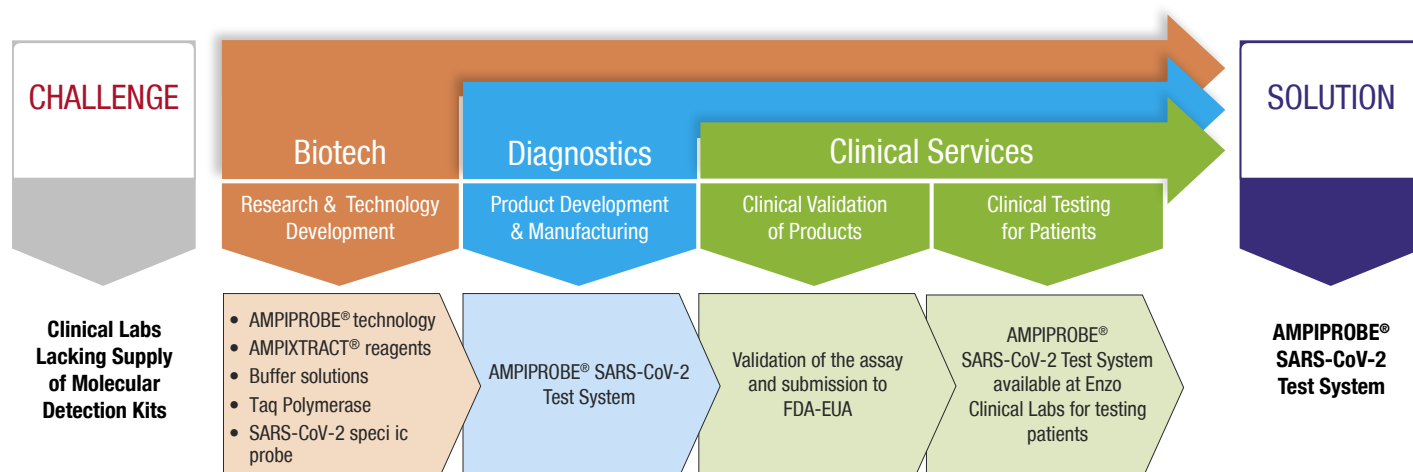 CHALLENGE
Clinical Labs
Lacking Supply
of Molecular
Detection Kits
Biotech
Diagnostics
Clinical Services
Research & Technology
Development
Product Development
& Manufacturing
Clinical Validation
of Products
Clinical Testing
for Patients
• AMPIPROBE® technology
• AMPIXTRACT® reagents
• Buffer solutions
• Taq Polymerase
• SARS-CoV-2 speci ic
probe
AMPIPROBE® SARS-CoV-2
Test System
Validation of the assay
and submission to
FDA-EUA
AMPIPROBE®
SARS-CoV-2 Test System
available at Enzo
Clinical Labs for testing
patients
SOLUTION
AMPIPROBE®
SARS-CoV-2
Test System